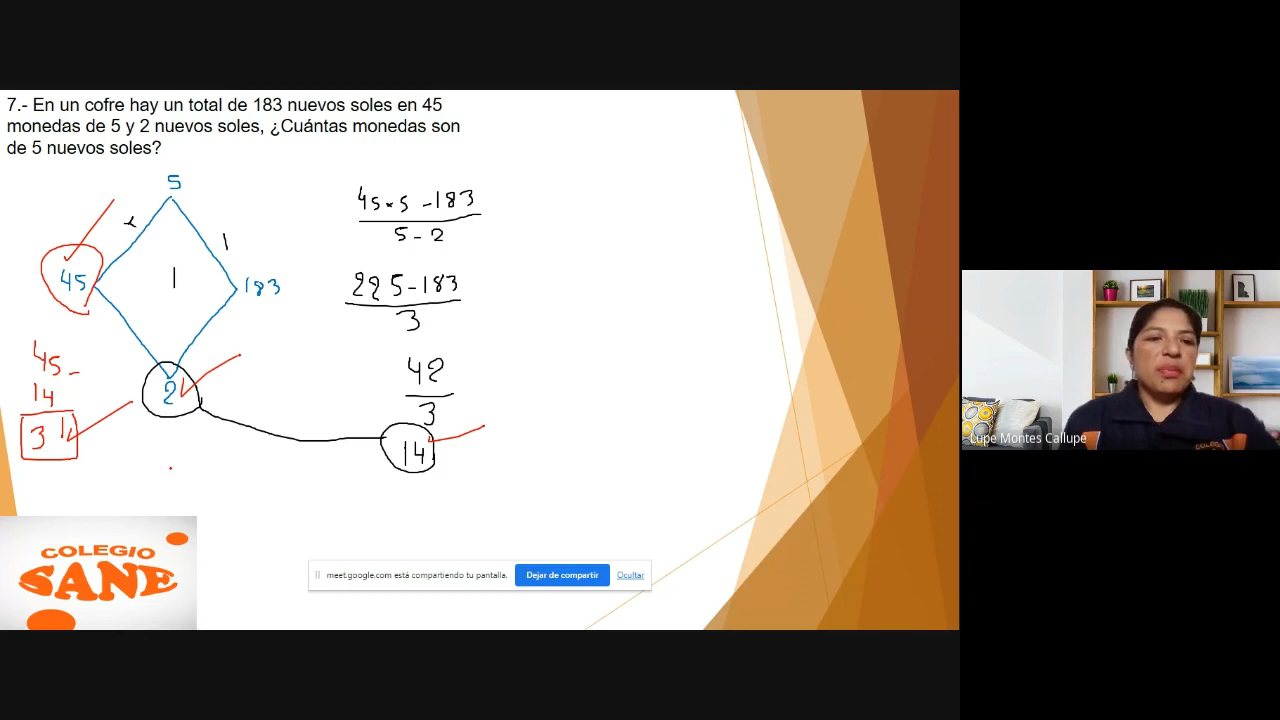 7.- En un cofre hay un total de 183 nuevos soles en 45
monedas de 5 y 2 nuevos soles, ¿Cuántas monedas son
de 5 nuevos soles?
5
45
183
2
45 -
14
31
45 × 5 - 183
5 - 2
225 - 183
3
42
3
14
COLEGIO
SANE
meet.google.com está compartiendo tu pantalla.
Dejar de compartir
Ocultar
Lupe Montes Callupe